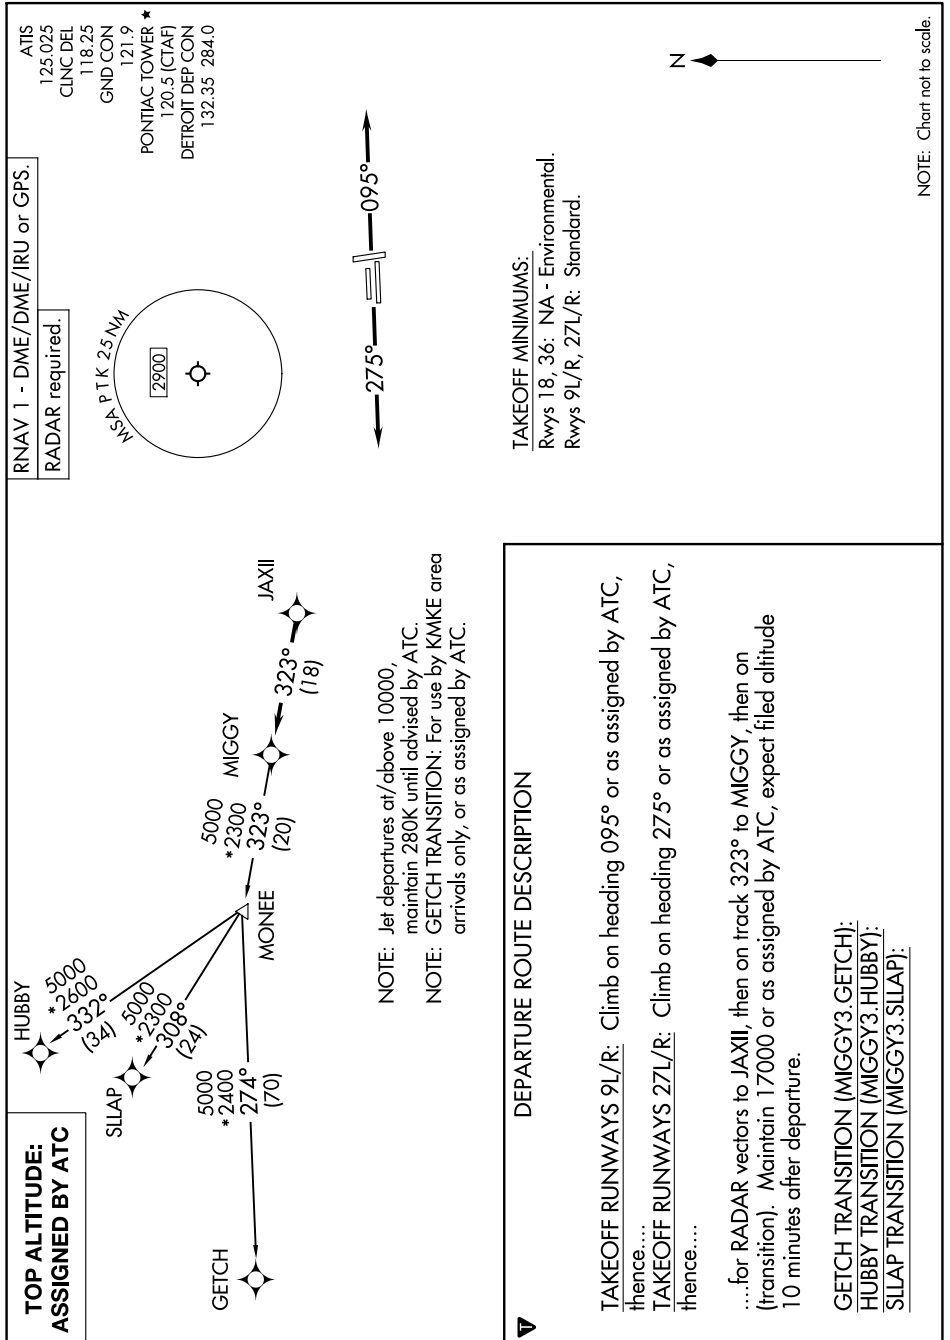 TOP ALTITUDE:
ASSIGNED BY ATC
RNAV 1 - DME/DME/IRU or GPS.
RADAR required.
ATIS
125.025
CLNC DEL
118.25
GND CON
121.9
PONTIAC TOWER ★
120.5 (CTAF)
DETROIT DEP CON
132.35 284.0
HUBBY
5000
*2600
332°
(34)
SLLAP
5000
*2300
308°
(24)
5000
*2400
274°
(70)
GETCH
MONEE
5000
*2300
323°
(20)
MIGGY
323°
(18)
JAXII
MSA PTK 25 NM
2900
275°
095°
N
NOTE: Jet departures at/above 10000,
maintain 280K until advised by ATC.
NOTE: GETCH TRANSITION: For use by KMKE area
arrivals only, or as assigned by ATC.
TAKEOFF MINIMUMS:
Rwys 18, 36: NA - Environmental.
Rwys 9L/R, 27L/R: Standard.
NOTE: Chart not to scale.
T
DEPARTURE ROUTE DESCRIPTION
TAKEOFF RUNWAYS 9L/R: Climb on heading 095° or as assigned by ATC,
thence....
TAKEOFF RUNWAYS 27L/R: Climb on heading 275° or as assigned by ATC,
thence....
....for RADAR vectors to JAXII, then on track 323° to MIGGY, then on
(transition). Maintain 17000 or as assigned by ATC, expect filed altitude
10 minutes after departure.
GETCH TRANSITION (MIGGY3.GETCH):
HUBBY TRANSITION (MIGGY3.HUBBY):
SLLAP TRANSITION (MIGGY3.SLLAP):